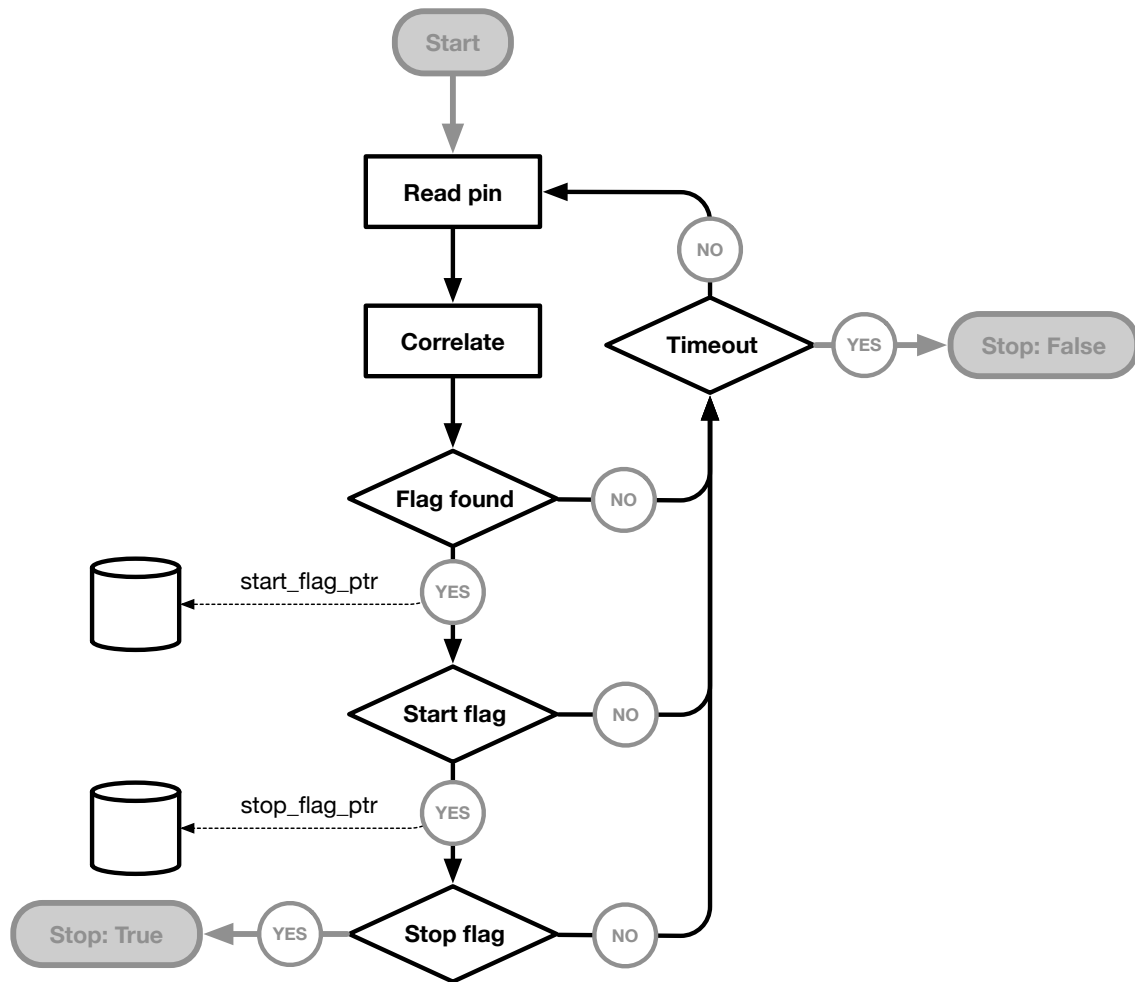 Start
Read pin
NO
Correlate
Timeout
YES
Stop: False
Flag found
NO
start_flag_ptr
YES
Start flag
NO
stop_flag_ptr
YES
Stop: True
YES
Stop flag
NO